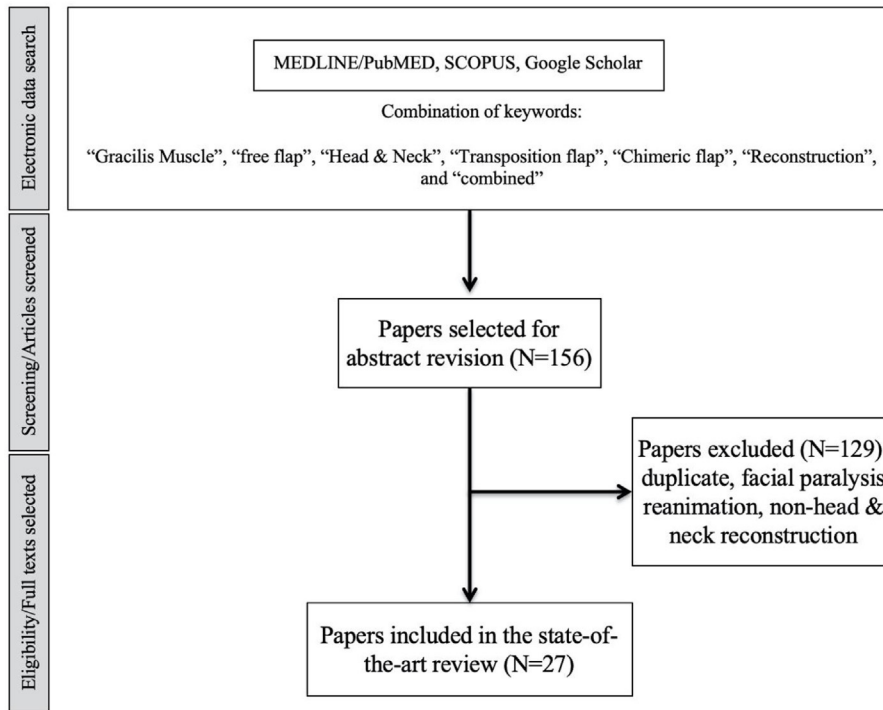 Electronic data search
MEDLINE/PubMED, SCOPUS, Google Scholar
Combination of keywords:
“Gracilis Muscle”, “free flap”, “Head & Neck”, “Transposition flap”, “Chimeric flap”, “Reconstruction”,
and “combined”
Screening/Articles screened
Papers selected for
abstract revision (N=156)
Papers excluded (N=129)
duplicate, facial paralysis
reanimation, non-head &
neck reconstruction
Eligibility/Full texts selected
Papers included in the state-of-
the-art review (N=27)